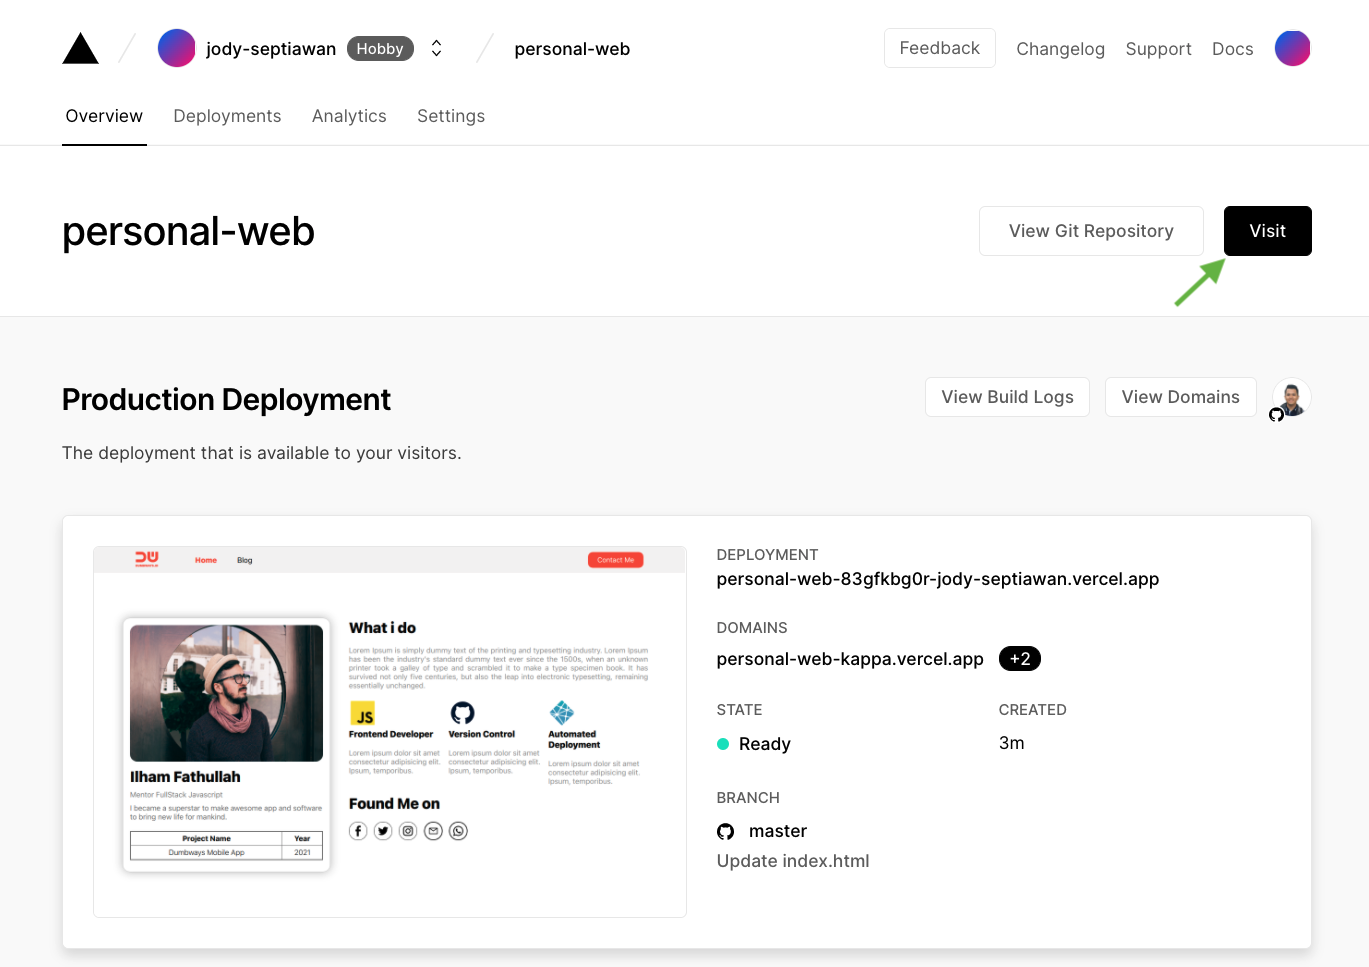 jody-septiawan Hobby personal-web Feedback Changelog Support Docs
Overview Deployments Analytics Settings
personal-web
View Git Repository Visit
Production Deployment
View Build Logs View Domains
The deployment that is available to your visitors.
Home Blog Contact Me
Ilham Fathullah
Mentor FullStack Javascript
I became a superstar to make awesome app and software
to bring new life for mankind.
Project Name Year
Dumbways Mobile App 2021
What i do
Lorem Ipsum is simply dummy text of the printing and typesetting industry. Lorem Ipsum
has been the industry's standard dummy text ever since the 1500s, when an unknown
printer took a galley of type and scrambled it to make a type specimen book. It has
survived not only five centuries, but also the leap into electronic typesetting, remaining
essentially unchanged.
JS
Frontend Developer
Lorem ipsum dolor sit amet
consectetur adipisicing elit.
Ipsum, temporibus.
Version Control
Lorem ipsum dolor sit amet
consectetur adipisicing elit.
Ipsum, temporibus.
Automated
Deployment
Lorem ipsum dolor sit amet
consectetur adipisicing elit.
Ipsum, temporibus.
Found Me on
DEPLOYMENT
personal-web-83gfkbg0r-jody-septiawan.vercel.app
DOMAINS
personal-web-kappa.vercel.app +2
STATE CREATED
Ready 3m
BRANCH
master
Update index.html